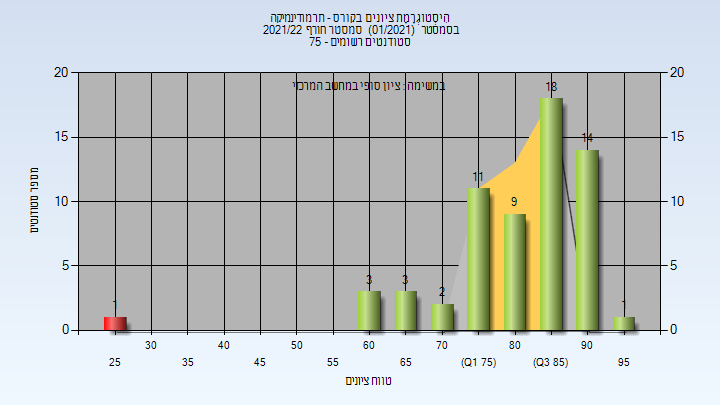 היסטוגרמת ציונים בקורס - תרמודינמיקה
בסמסטר (01/2021) סמסטר חורף 2021/22
סטודנטים רשומים - 75
במשימה : ציון סופי במחשב המרכזי
20 20
15 15
10 10
5 5
0 0
18
14
11
9
3 3 2
1 1
מספר סטודנטים
30 40 50 60 70 80 90
25 35 45 55 65 (Q1 75) (Q3 85) 95
טווח ציונים